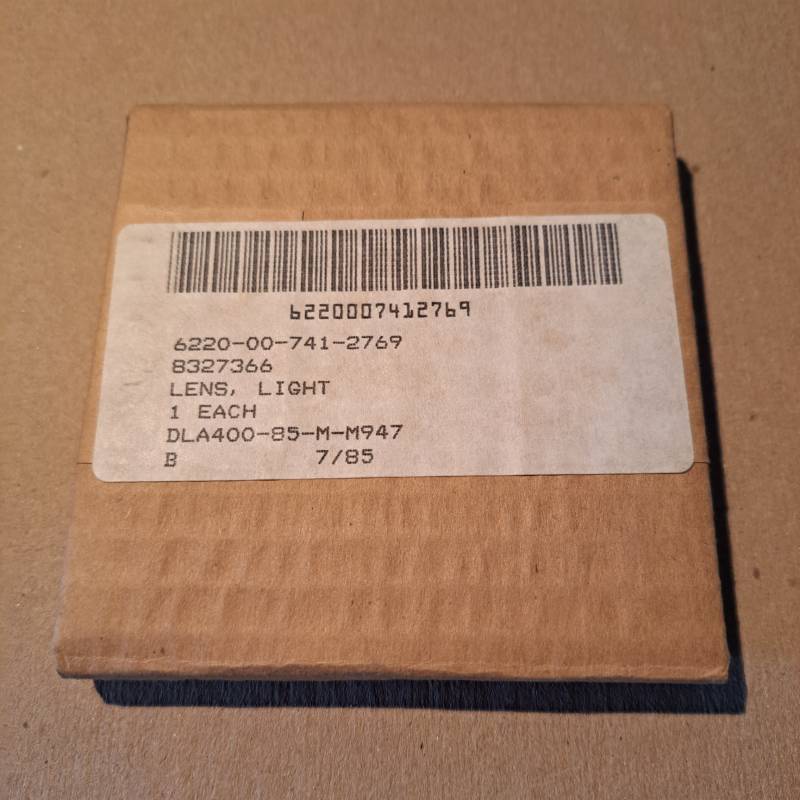 6220007412769
6220-00-741-2769
8327366
LENS, LIGHT
1 EACH
DLA400-85-M-M947
B 7/85